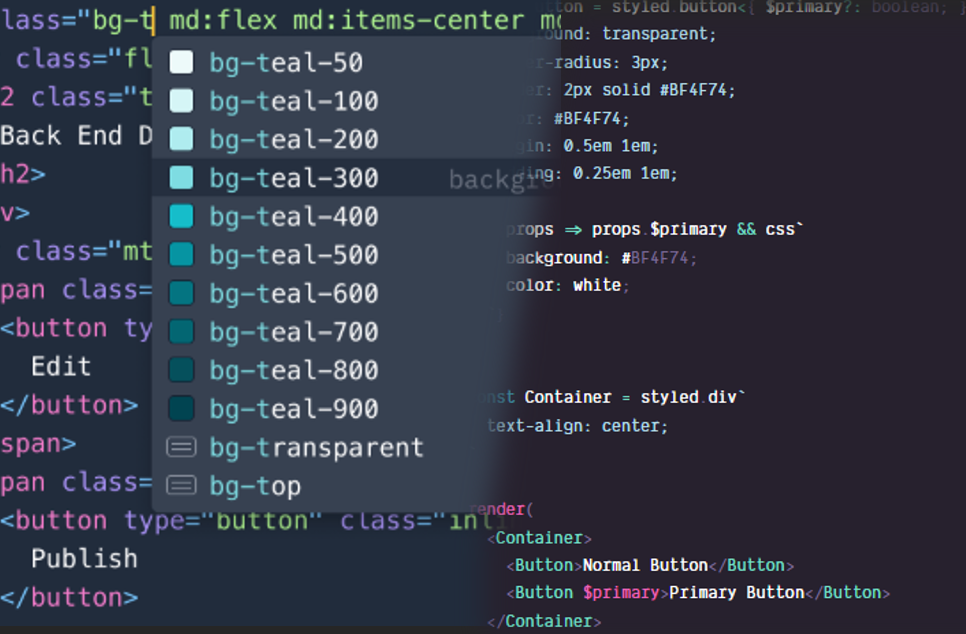 lass="bg-t md:flex md:items-center
class="fl
2 class="t
Back End D
h2>
v>
class="mt
pan class=
<button ty
Edit
</button>
span>
pan class=
<button type="button" class="inl
Publish
</button>
bg-teal-50
bg-teal-100
bg-teal-200
bg-teal-300 backgr
bg-teal-400
bg-teal-500
bg-teal-600
bg-teal-700
bg-teal-800
bg-teal-900
bg-transparent
bg-top
ton = styled.button<{ $primary?: boolean; }
ound: transparent;
r-radius: 3px;
er: 2px solid #BF4F74;
r: #BF4F74;
in: 0.5em 1em;
ing: 0.25em 1em;
props ⇒ props.$primary && css`
background: #BF4F74;
color: white;
nst Container = styled.div`
text-align: center;
render(
<Container>
<Button>Normal Button</Button>
<Button $primary>Primary Button</Button>
</Container>